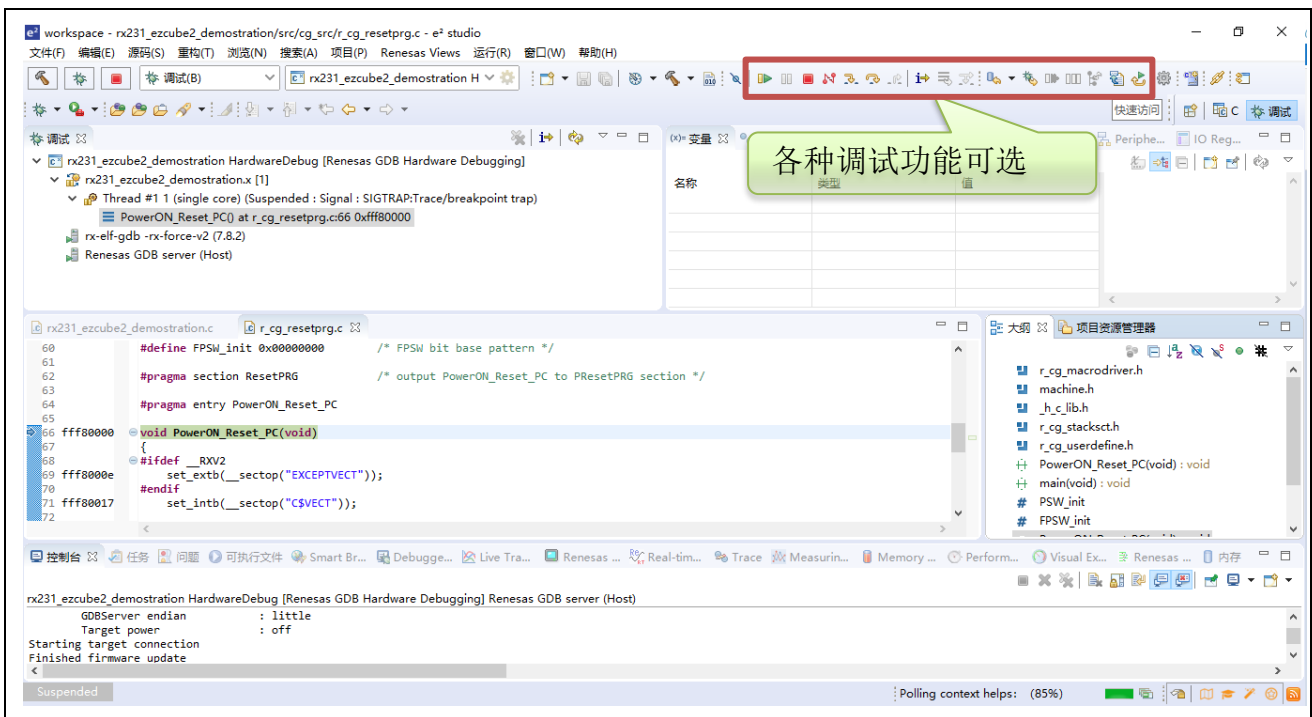 workspace - rx231_ezcube2_demostration/src/cg_src/r_cg_resetprg.c - e² studio
文件(F) 编辑(E) 源码(S) 重构(T) 浏览(N) 搜索(A) 项目(P) Renesas Views 运行(R) 窗口(W) 帮助(H)
调试(B) rx231_ezcube2_demostration H
快速访问 C 调试
各种调试功能可选
调试
(x)= 变量 Periphe... IO Reg...
rx231_ezcube2_demostration HardwareDebug [Renesas GDB Hardware Debugging]
rx231_ezcube2_demostration.x [1]
Thread #1 1 (single core) (Suspended : Signal : SIGTRAP:Trace/breakpoint trap)
PowerON_Reset_PC() at r_cg_resetprg.c:66 0xfff80000
rx-elf-gdb -rx-force-v2 (7.8.2)
Renesas GDB server (Host)
名称 类型 值
rx231_ezcube2_demostration.c r_cg_resetprg.c
60 #define FPSW_init 0x00000000 /* FPSW bit base pattern */
61
62 #pragma section ResetPRG /* output PowerON_Reset_PC to PResetPRG section */
63
64 #pragma entry PowerON_Reset_PC
65
66 fff80000 void PowerON_Reset_PC(void)
67 {
68 #ifdef __RXV2
69 fff8000e set_extb(__sectop("EXCEPTVECT"));
70 #endif
71 fff80017 set_intb(__sectop("C$VECT"));
72
大纲 项目资源管理器
r_cg_macrodriver.h
machine.h
_h_c_lib.h
r_cg_stacksct.h
r_cg_userdefine.h
PowerON_Reset_PC(void) : void
main(void) : void
PSW_init
FPSW_init
控制台 任务 问题 可执行文件 Smart Br... Debugge... Live Tra... Renesas ... Real-tim... Trace Measurin... Memory ... Perform... Visual Ex... Renesas ... 内存
rx231_ezcube2_demostration HardwareDebug [Renesas GDB Hardware Debugging] Renesas GDB server (Host)
GDBServer endian : little
Target power : off
Starting target connection
Finished firmware update
Suspended
Polling context helps: (85%)